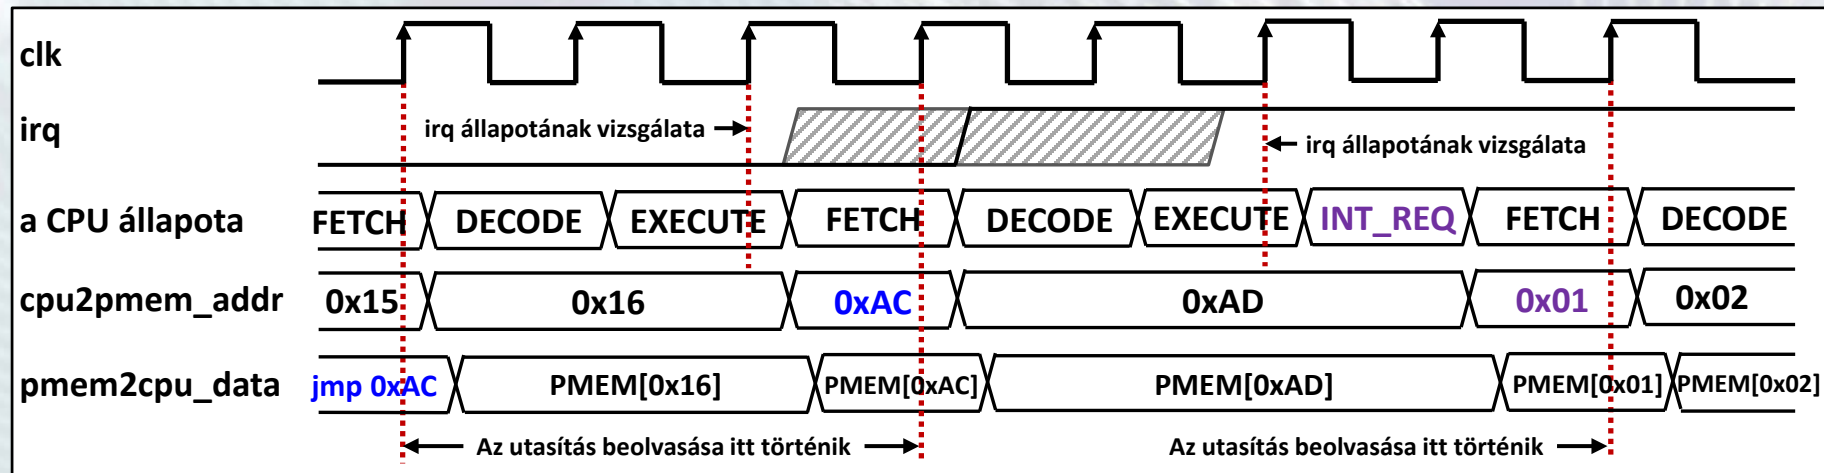 clk
irq
irq állapotának vizsgálata
irq állapotának vizsgálata
a CPU állapota
FETCH DECODE EXECUTE FETCH DECODE EXECUTE INT_REQ FETCH DECODE
cpu2pmem_addr
0x15 0x16 0xAC 0xAD 0x01 0x02
pmem2cpu_data
jmp 0xAC PMEM[0x16] PMEM[0xAC] PMEM[0xAD] PMEM[0x01] PMEM[0x02]
Az utasítás beolvasása itt történik
Az utasítás beolvasása itt történik